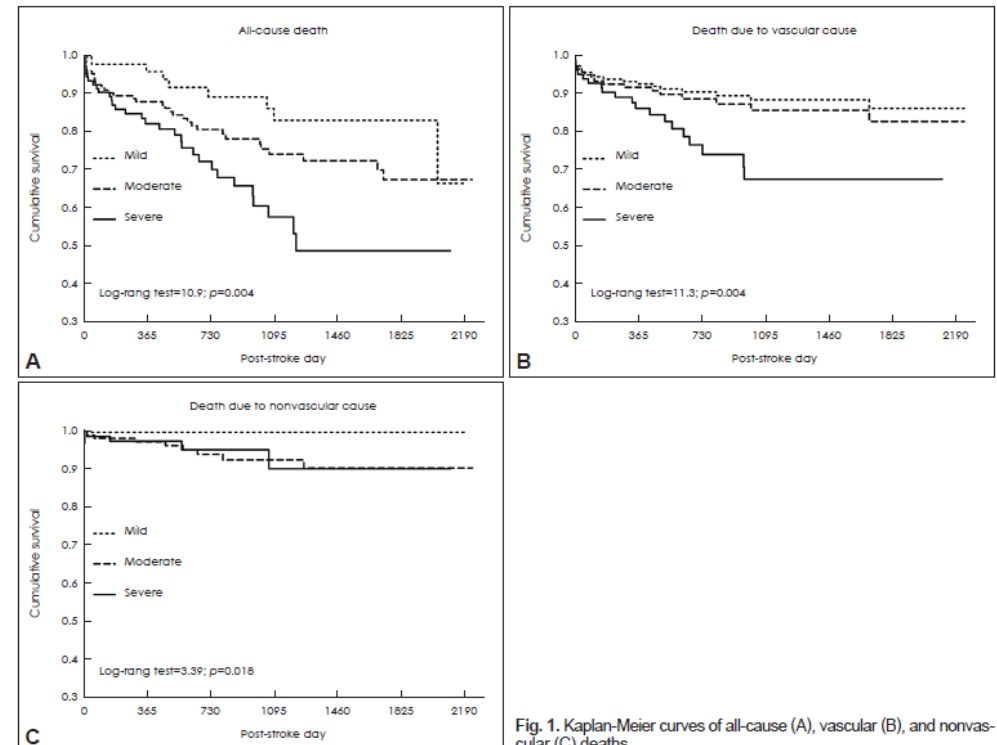 All-cause death
1.0
0.9
0.8
0.7
0.6
0.5
0.4
0.3
Cumulative survival
Mild
Moderate
Severe
Log-rang test=10.9; p=0.004
0 365 730 1095 1460 1825 2190
Post-stroke day
A
Death due to vascular cause
1.0
0.9
0.8
0.7
0.6
0.5
0.4
0.3
Cumulative survival
Mild
Moderate
Severe
Log-rang test=11.3; p=0.004
0 365 730 1095 1460 1825 2190
Post-stroke day
B
Death due to nonvascular cause
1.0
0.9
0.8
0.7
0.6
0.5
0.4
0.3
Cumulative survival
Mild
Moderate
Severe
Log-rang test=3.39; p=0.018
0 365 730 1095 1460 1825 2190
Post-stroke day
C
Fig. 1. Kaplan-Meier curves of all-cause (A), vascular (B), and nonvas-
cular (C) deaths